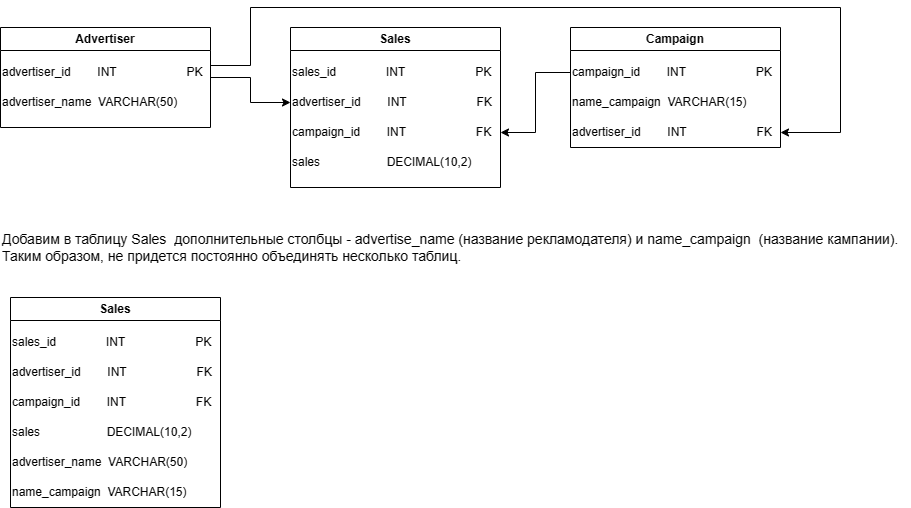 Advertiser
advertiser_id INT PK
advertiser_name VARCHAR(50)
Sales
sales_id INT PK
advertiser_id INT FK
campaign_id INT FK
sales DECIMAL(10,2)
Campaign
campaign_id INT PK
name_campaign VARCHAR(15)
advertiser_id INT FK
Добавим в таблицу Sales дополнительные столбцы - advertise_name (название рекламодателя) и name_campaign (название кампании).
Таким образом, не придется постоянно объединять несколько таблиц.
Sales
sales_id INT PK
advertiser_id INT FK
campaign_id INT FK
sales DECIMAL(10,2)
advertiser_name VARCHAR(50)
name_campaign VARCHAR(15)